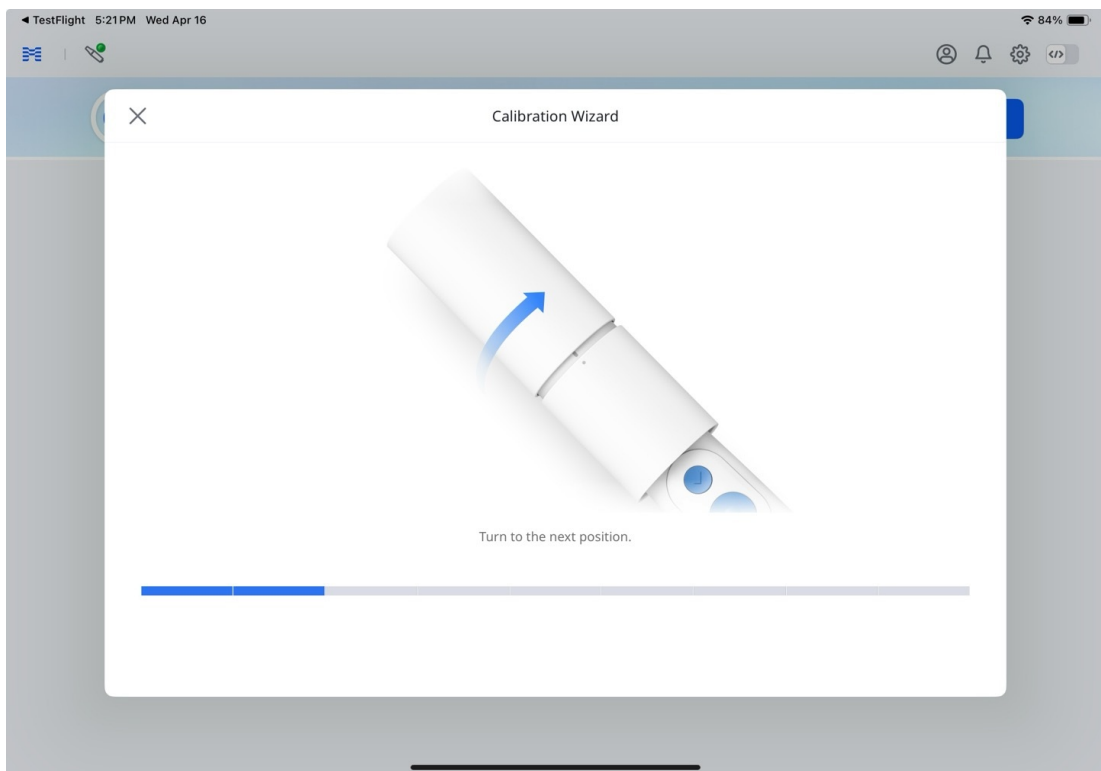 ◀ TestFlight 5:21 PM Wed Apr 16 84%
</>
Calibration Wizard
Turn to the next position.